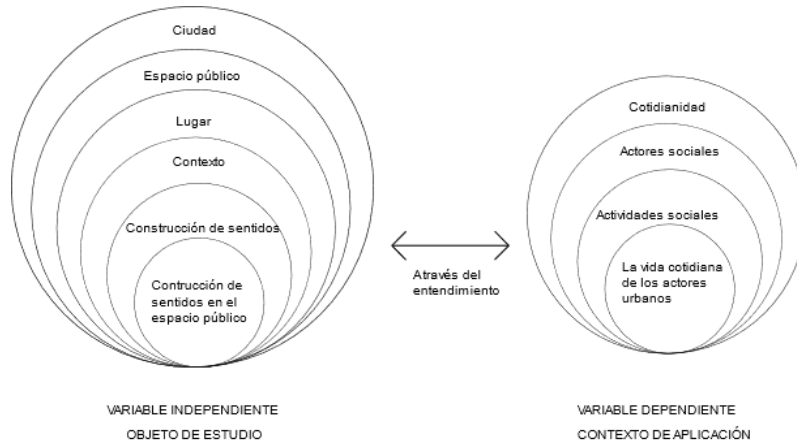 Ciudad
Espacio público
Lugar
Contexto
Construcción de sentidos
Contrucción de
sentidos en el
espacio público
VARIABLE INDEPENDIENTE
OBJETO DE ESTUDIO
Através del
entendimiento
Cotidianidad
Actores sociales
Actividades sociales
La vida cotidiana
de los actores
urbanos
VARIABLE DEPENDIENTE
CONTEXTO DE APLICACIÓN